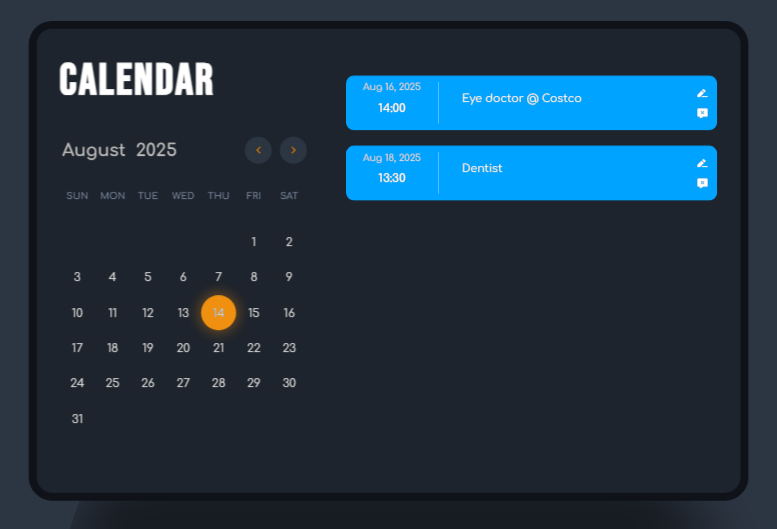 CALENDAR
August 2025
SUN MON TUE WED THU FRI SAT
1 2
3 4 5 6 7 8 9
10 11 12 13 14 15 16
17 18 19 20 21 22 23
24 25 26 27 28 29 30
31
Aug 16, 2025
14:00
Eye doctor @ Costco
Aug 18, 2025
13:30
Dentist